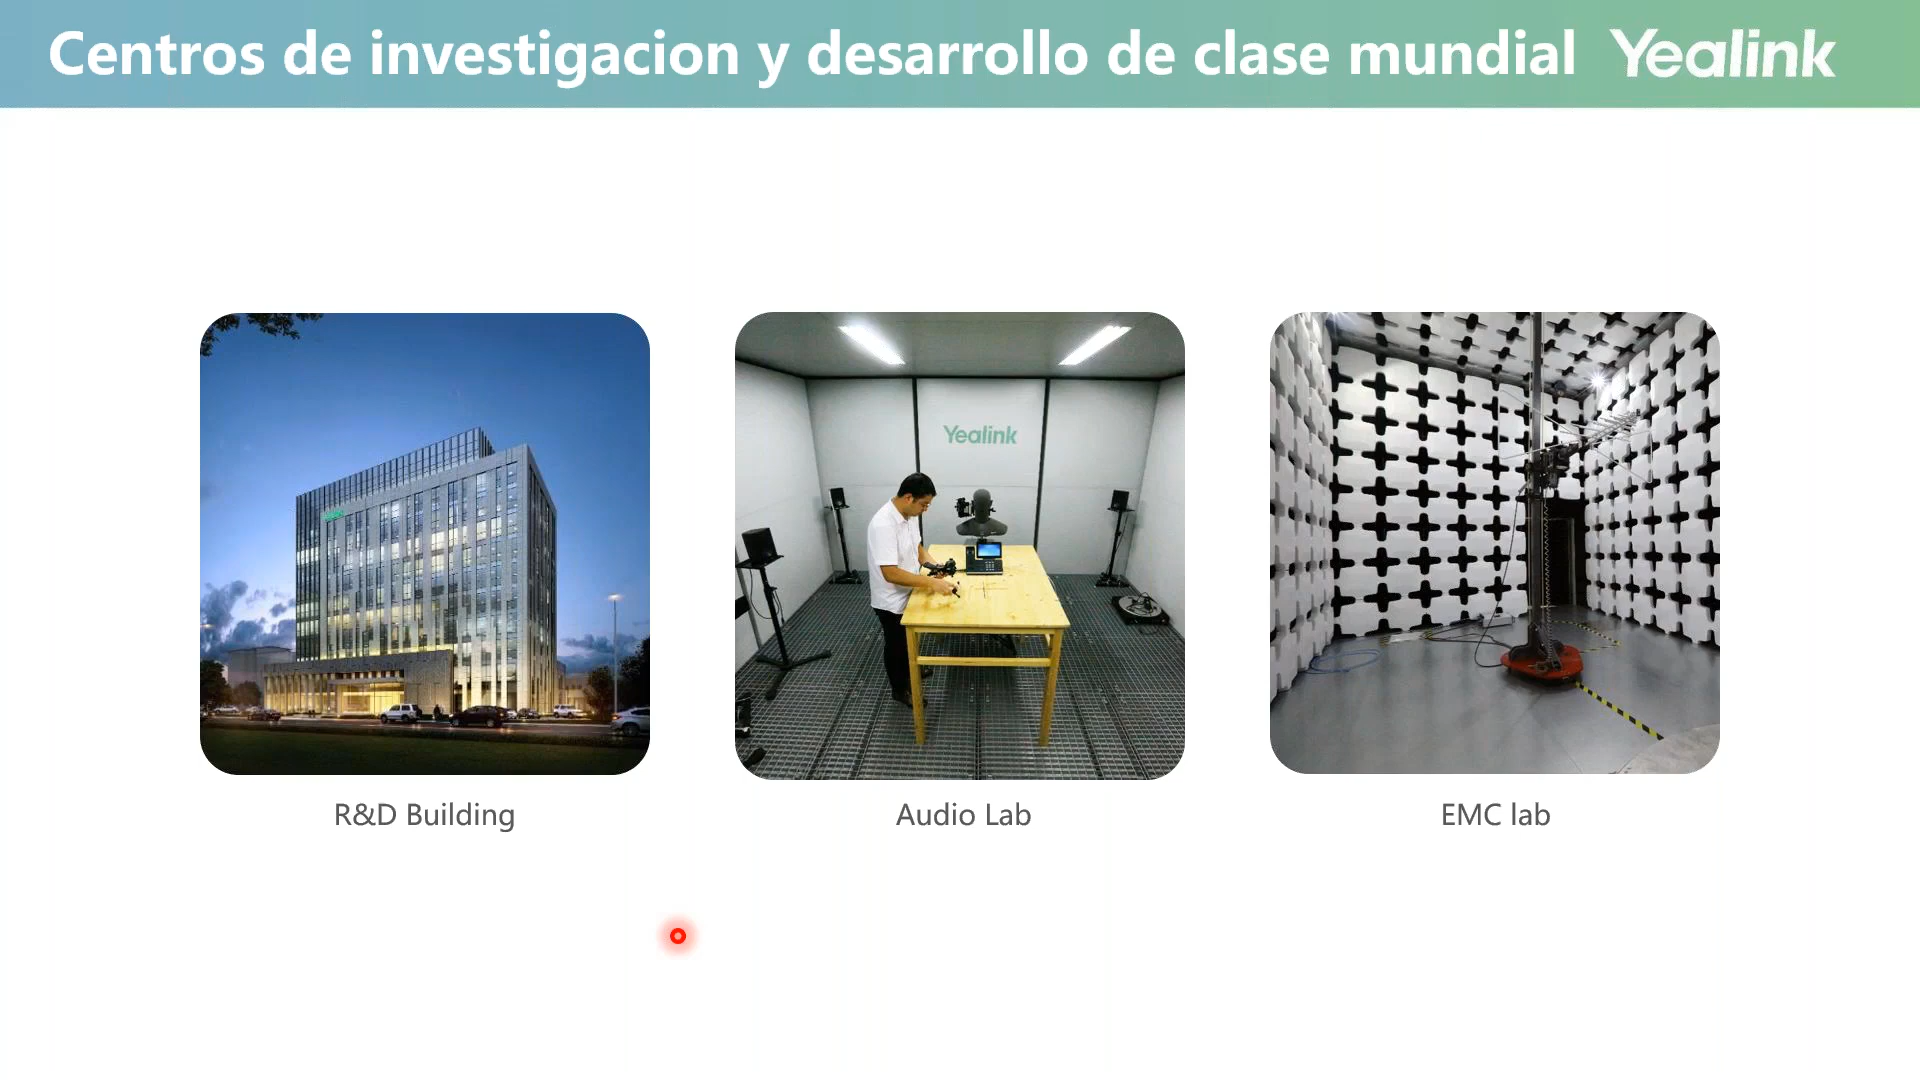 Centros de investigacion y desarrollo de clase mundial
Yealink
Yealink
R&D Building
Audio Lab
EMC lab